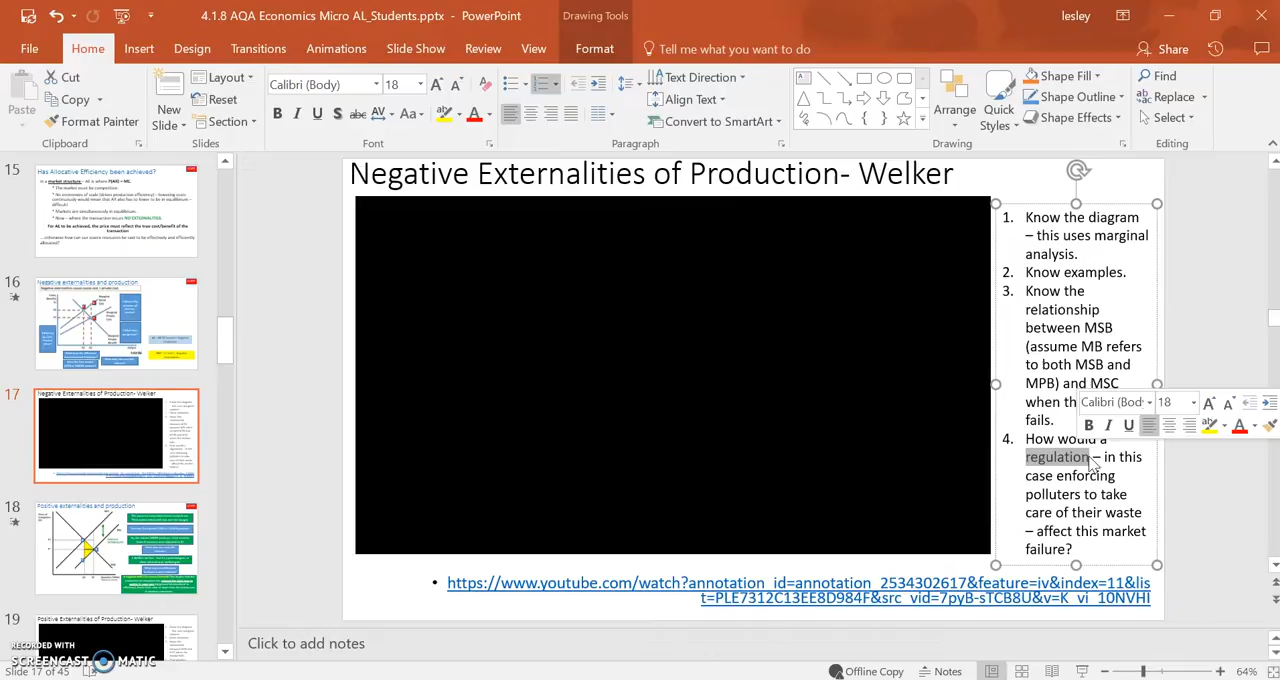 4.1.8 AQA Economics Micro AL_Students.pptx - PowerPoint
Drawing Tools
lesley
File Home Insert Design Transitions Animations Slide Show Review View Format Tell me what you want to do
Share
Paste
Cut
Copy
Format Painter
Clipboard
New
Slide
Layout
Reset
Section
Slides
Calibri (Body) 18
B I U S abc AV Aa A
Font
Text Direction
Align Text
Convert to SmartArt
Paragraph
Arrange
Quick
Styles
Shape Fill
Shape Outline
Shape Effects
Drawing
Find
Replace
Select
Editing
15
Has Allocative Efficiency been achieved?
16
Negative externalities and production
17
Negative Externalities of Production- Welker
18
Positive externalities and production
19
Positive Externalities of Production- Welker
Negative Externalities of Production- Welker
1. Know the diagram
– this uses marginal
analysis.
2. Know examples.
3. Know the
relationship
between MSB
(assume MB refers
to both MSB and
MPB) and MSC
4. How would a
regulation – in this
case enforcing
polluters to take
care of their waste
– affect this market
failure?
Calibri (Bod 18
B I U
https://www.youtube.com/watch?annotation_id=annotation_534302617&feature=iv&index=11&lis
t=PLE7312C13EE8D984F&src_vid=7pyB-sTCB8U&v=K_vi_10NVHI
Click to add notes
RECORDED WITH
SCREENCAST MATIC
Slide 17 of 45
Offline Copy
Notes
64%